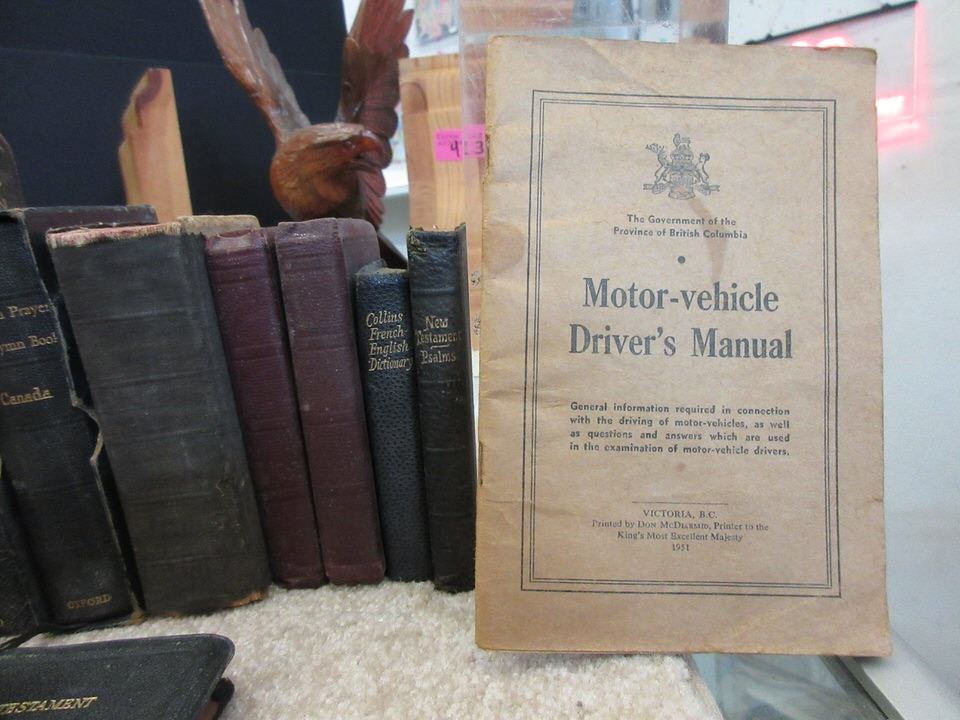 Prayer
Hymn Book
Canada
OXFORD
TESTAMENT
Collins
French-
English
Dictionary
New
Testament
Psalms
423
The Government of the
Province of British Columbia
Motor-vehicle
Driver's Manual
General information required in connection
with the driving of motor-vehicles, as well
as questions and answers which are used
in the examination of motor-vehicle drivers.
VICTORIA, B.C.
Printed by DON MCDIARMID, Printer to the
King's Most Excellent Majesty
1951